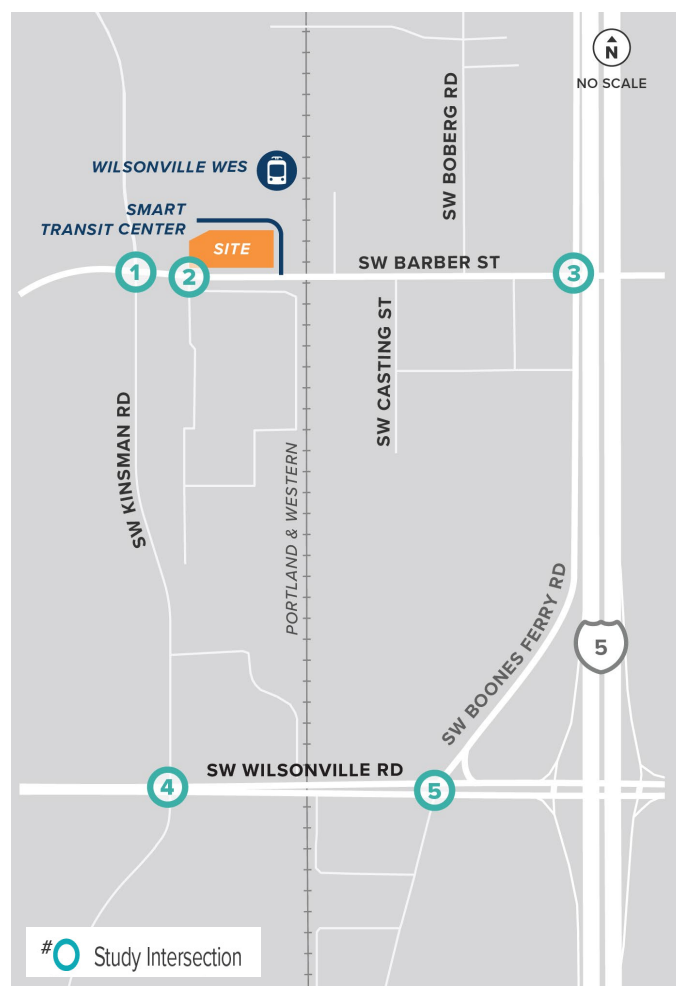 N
NO SCALE
SW BOBERG RD
WILSONVILLE WES
SMART
TRANSIT CENTER
SITE
SW BARBER ST
1
2
3
SW CASTING ST
SW KINSMAN RD
PORTLAND & WESTERN
SW BOONES FERRY RD
5
SW WILSONVILLE RD
4
5
# Study Intersection